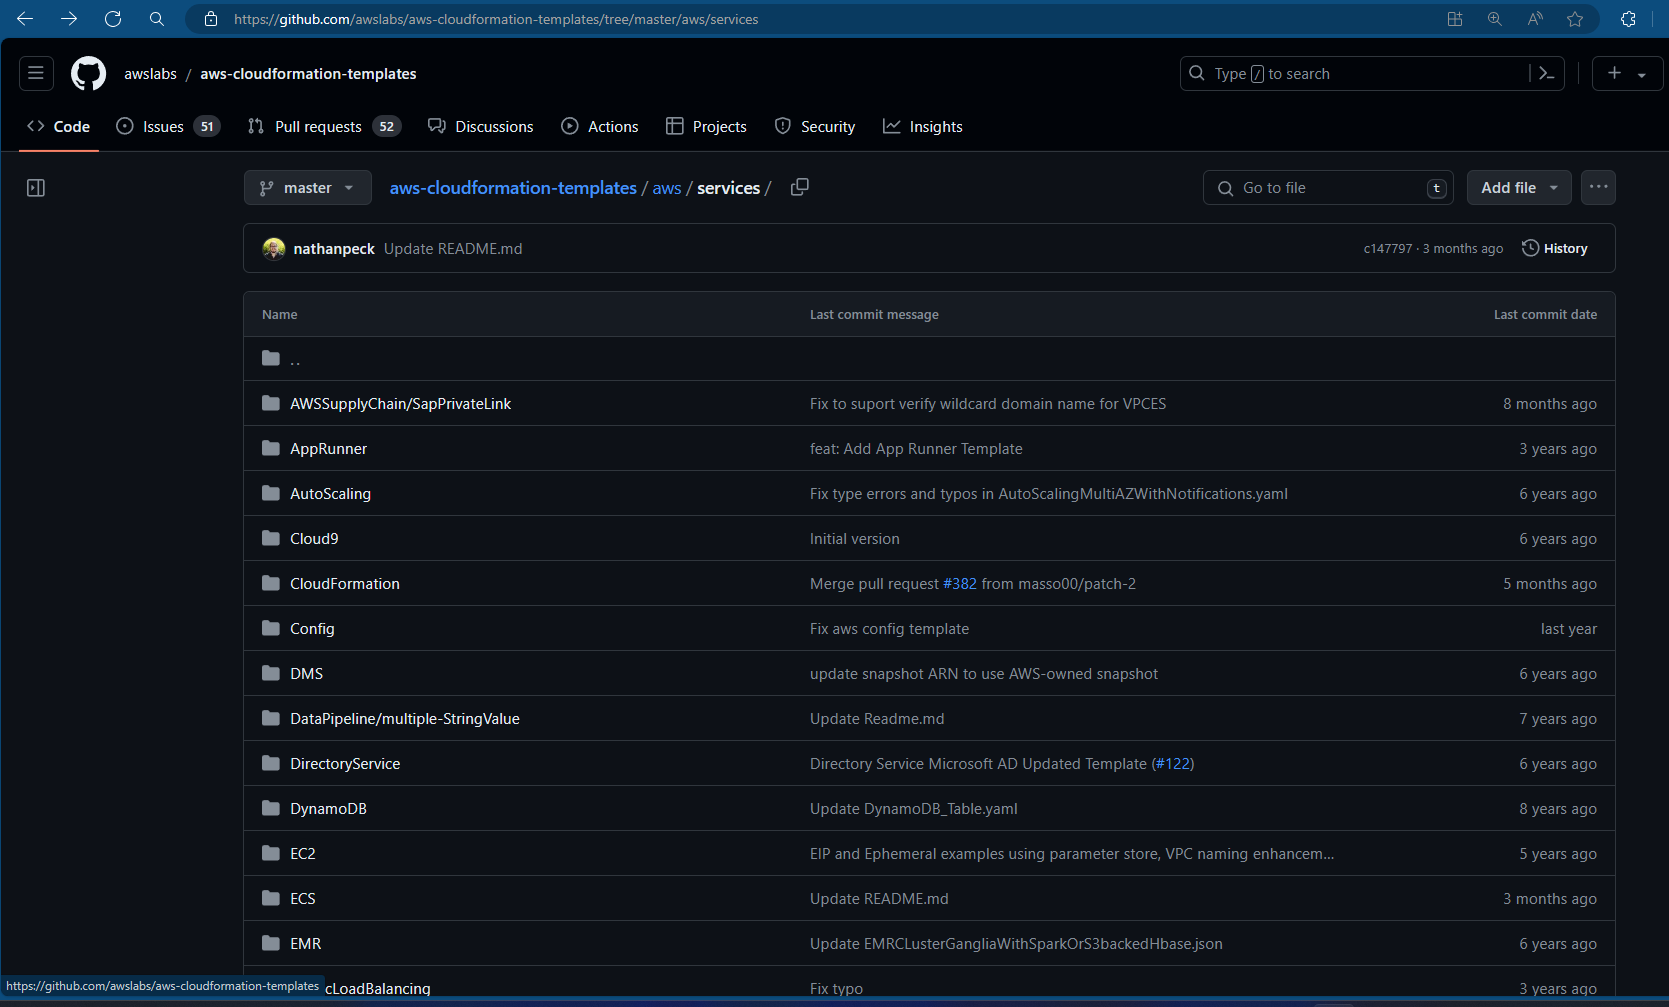 https://github.com/awslabs/aws-cloudformation-templates/tree/master/aws/services
awslabs / aws-cloudformation-templates
Type / to search
Code Issues 51 Pull requests 52 Discussions Actions Projects Security Insights
master aws-cloudformation-templates / aws / services / Go to file t Add file
nathanpeck Update README.md c147797 · 3 months ago History
Name Last commit message Last commit date
..
AWSSupplyChain/SapPrivateLink Fix to suport verify wildcard domain name for VPCES 8 months ago
AppRunner feat: Add App Runner Template 3 years ago
AutoScaling Fix type errors and typos in AutoScalingMultiAZWithNotifications.yaml 6 years ago
Cloud9 Initial version 6 years ago
CloudFormation Merge pull request #382 from masso00/patch-2 5 months ago
Config Fix aws config template last year
DMS update snapshot ARN to use AWS-owned snapshot 6 years ago
DataPipeline/multiple-StringValue Update Readme.md 7 years ago
DirectoryService Directory Service Microsoft AD Updated Template (#122) 6 years ago
DynamoDB Update DynamoDB_Table.yaml 8 years ago
EC2 EIP and Ephemeral examples using parameter store, VPC naming enhancem... 5 years ago
ECS Update README.md 3 months ago
EMR Update EMRCLusterGangliaWithSparkOrS3backedHbase.json 6 years ago
https://github.com/awslabs/aws-cloudformation-templates cLoadBalancing Fix typo 3 years ago